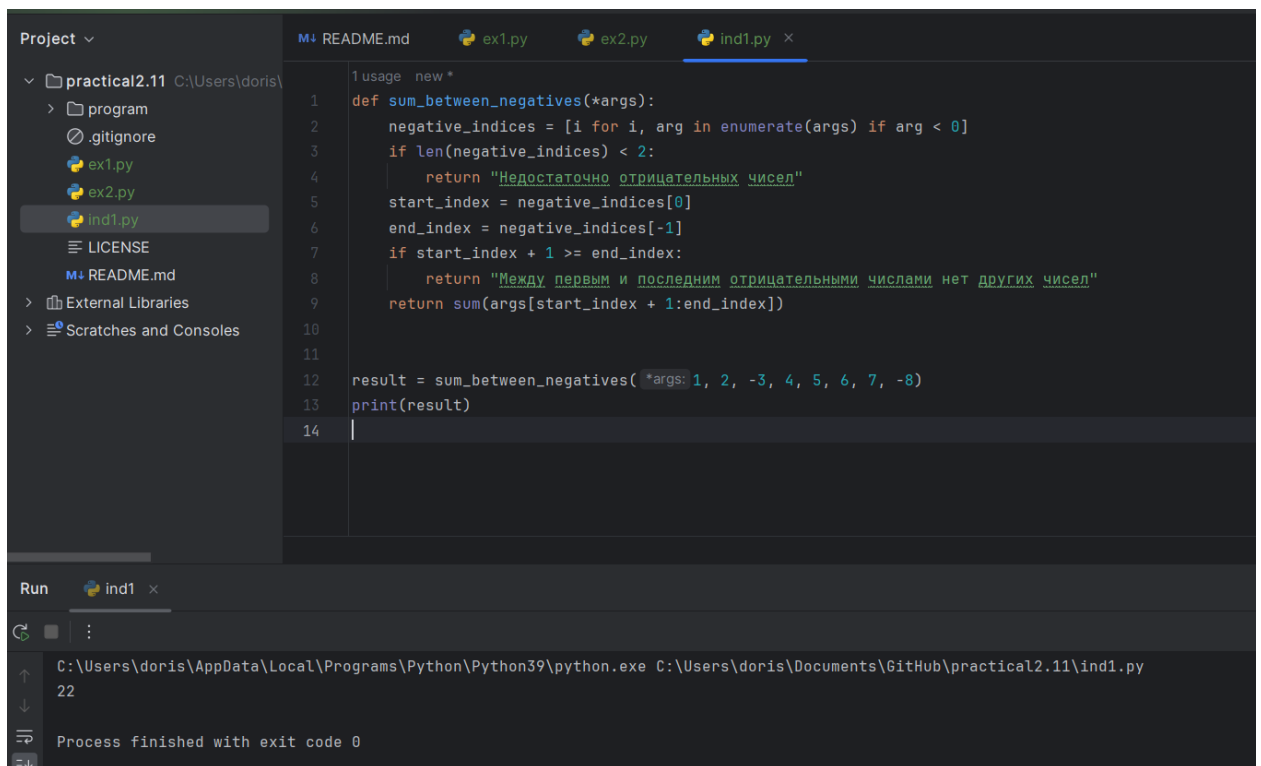 Project
practical2.11 C:\Users\doris\
program
.gitignore
ex1.py
ex2.py
ind1.py
LICENSE
M↓ README.md
External Libraries
Scratches and Consoles
M↓ README.md ex1.py ex2.py ind1.py ×
1 usage new *
1 def sum_between_negatives(*args):
2     negative_indices = [i for i, arg in enumerate(args) if arg < 0]
3     if len(negative_indices) < 2:
4         return "Недостаточно отрицательных чисел"
5     start_index = negative_indices[0]
6     end_index = negative_indices[-1]
7     if start_index + 1 >= end_index:
8         return "Между первым и последним отрицательными числами нет других чисел"
9     return sum(args[start_index + 1:end_index])
10
11
12 result = sum_between_negatives( *args: 1, 2, -3, 4, 5, 6, 7, -8)
13 print(result)
14
Run ind1 ×
C:\Users\doris\AppData\Local\Programs\Python\Python39\python.exe C:\Users\doris\Documents\GitHub\practical2.11\ind1.py
22
Process finished with exit code 0